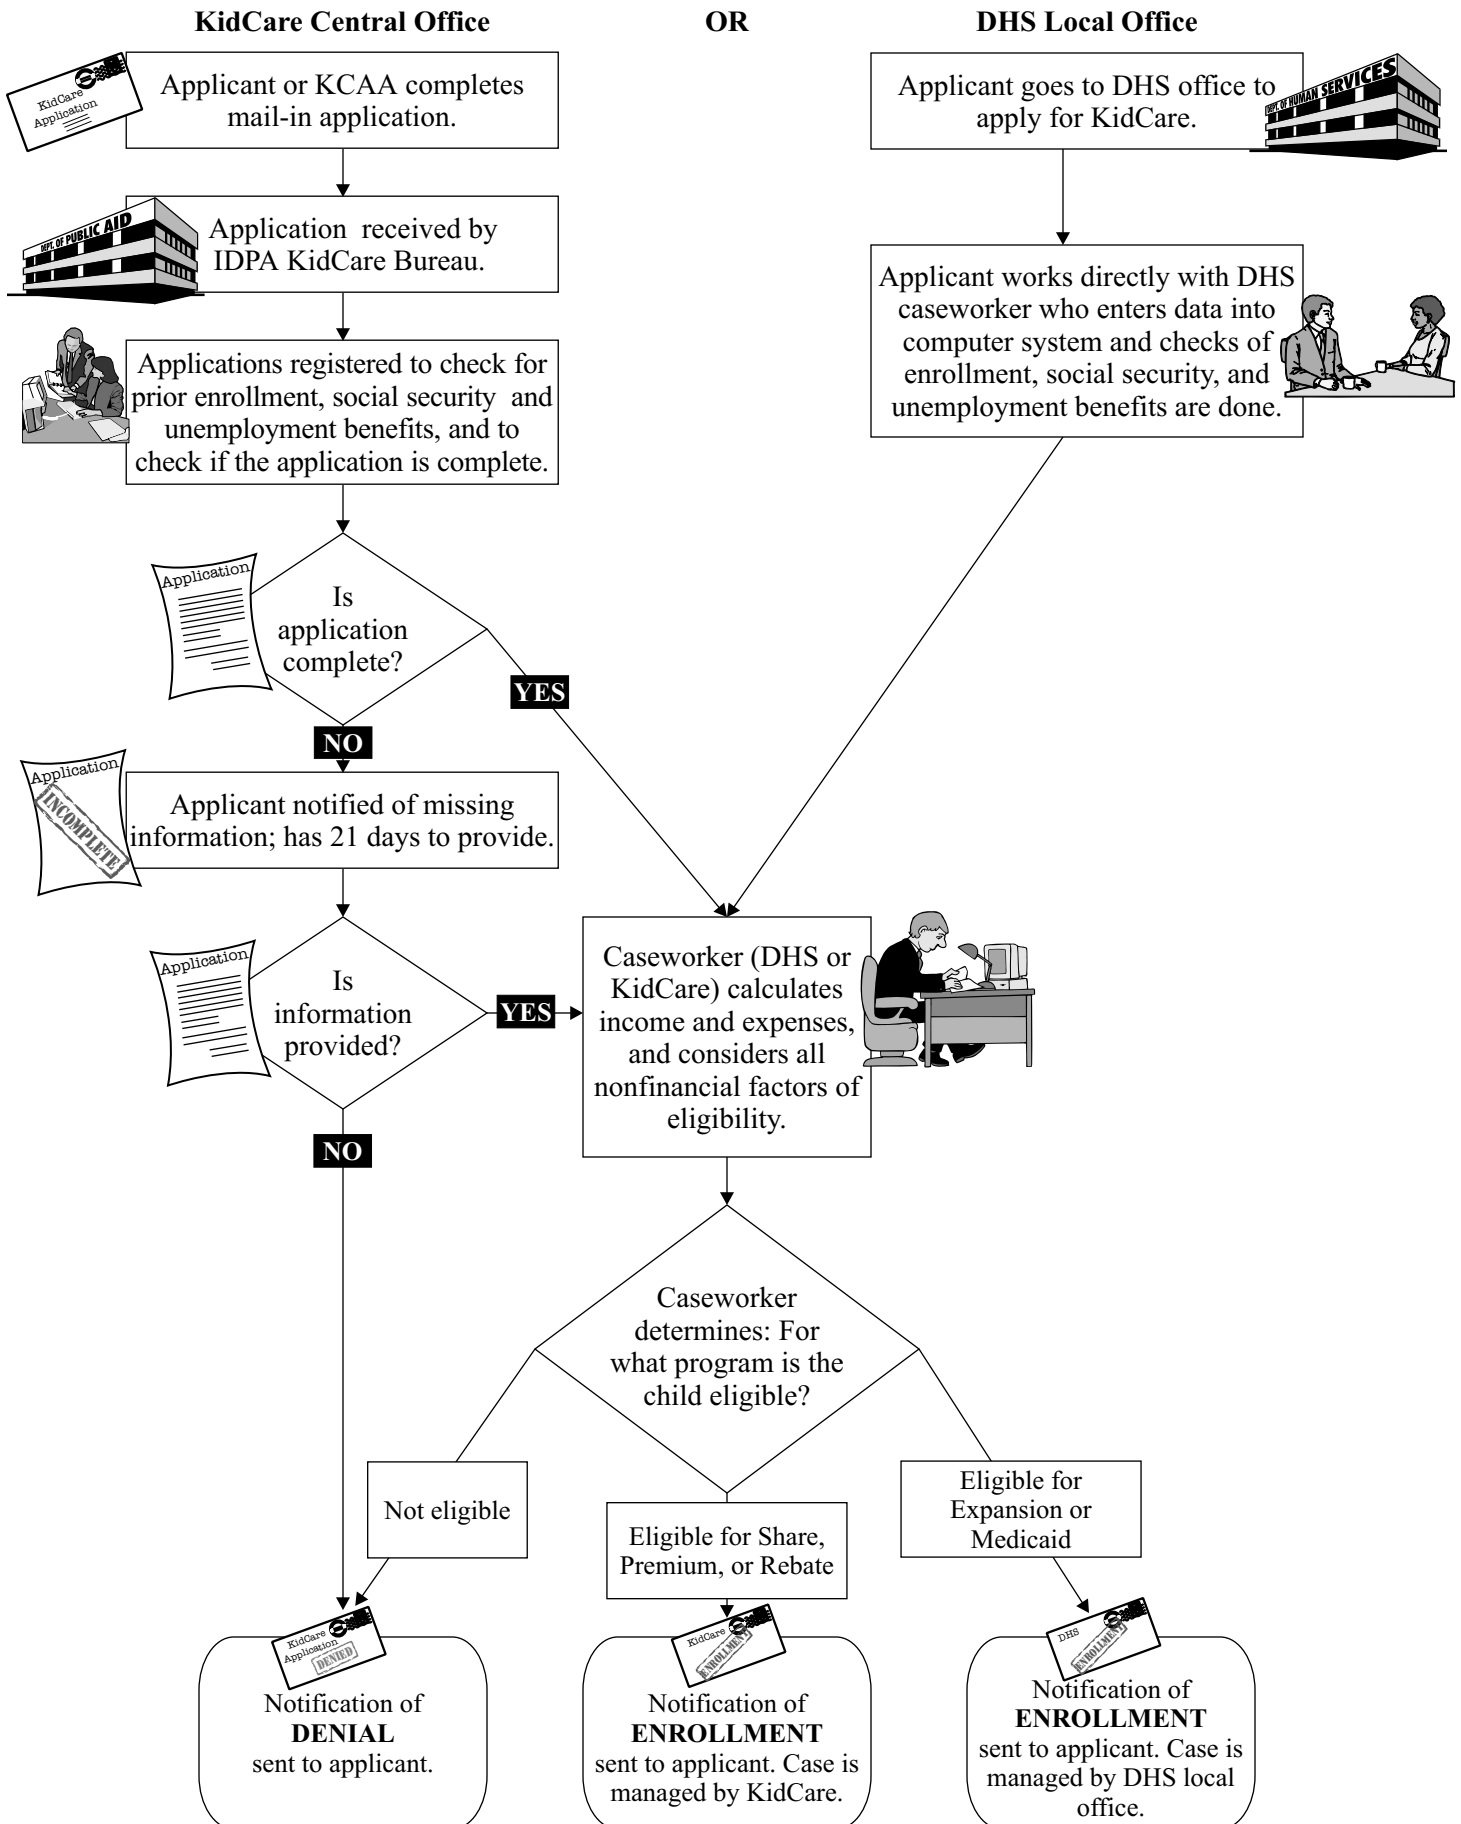 KidCare Central Office
OR
DHS Local Office
KidCare
Application
Applicant or KCAA completes
mail-in application.
Applicant goes to DHS office to
apply for KidCare.
DEPT. OF HUMAN SERVICES
DEPT. OF PUBLIC AID
Application received by
IDPA KidCare Bureau.
Applicant works directly with DHS
caseworker who enters data into
computer system and checks of
enrollment, social security, and
unemployment benefits are done.
Applications registered to check for
prior enrollment, social security and
unemployment benefits, and to
check if the application is complete.
Application
Is
application
complete?
YES
NO
Application
INCOMPLETE
Applicant notified of missing
information; has 21 days to provide.
Application
Is
information
provided?
YES
NO
Caseworker (DHS or
KidCare) calculates
income and expenses,
and considers all
nonfinancial factors of
eligibility.
Caseworker
determines: For
what program is the
child eligible?
Not eligible
Eligible for Share,
Premium, or Rebate
Eligible for
Expansion or
Medicaid
KidCare
Application
DENIED
Notification of
DENIAL
sent to applicant.
KidCare
ENROLLMENT
Notification of
ENROLLMENT
sent to applicant. Case is
managed by KidCare.
DHS
ENROLLMENT
Notification of
ENROLLMENT
sent to applicant. Case is
managed by DHS local
office.